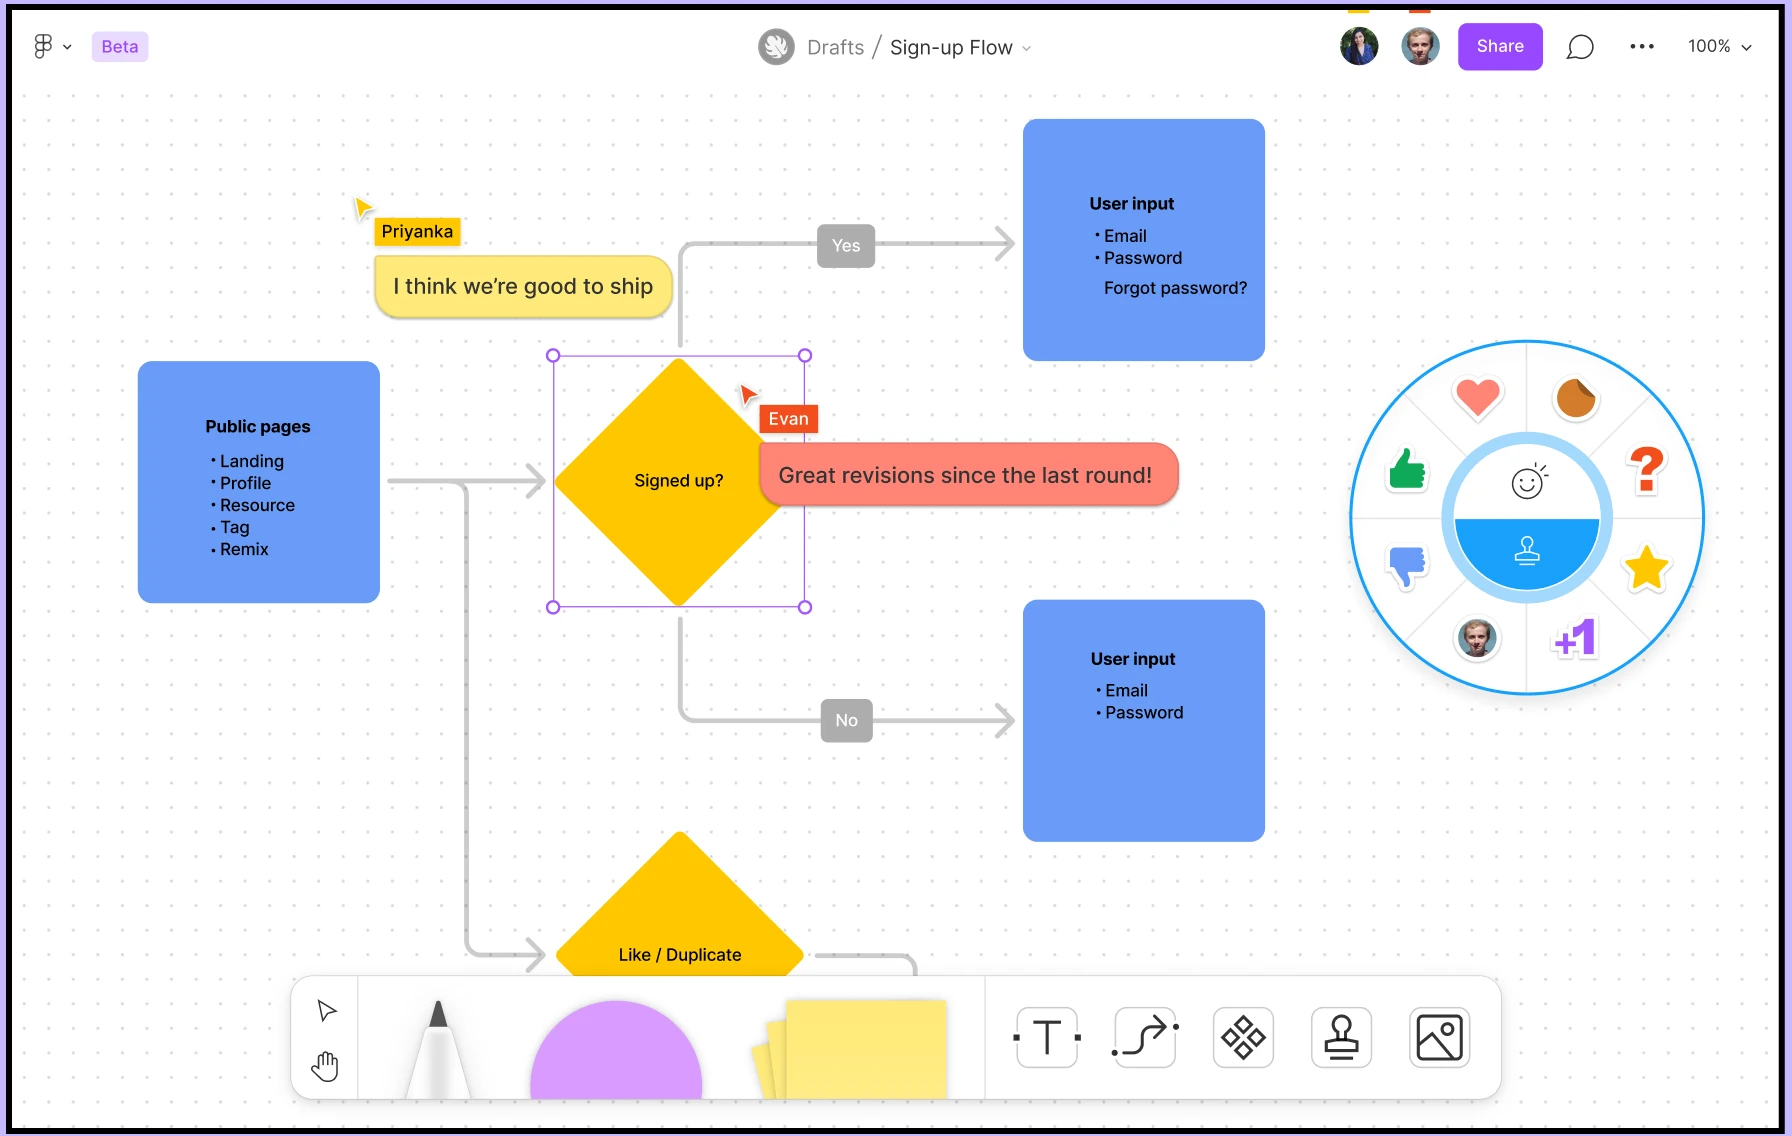 Beta
Drafts / Sign-up Flow
Share
100%
Priyanka
I think we’re good to ship
Yes
User input
• Email
• Password
Forgot password?
Public pages
• Landing
• Profile
• Resource
• Tag
• Remix
Signed up?
Evan
Great revisions since the last round!
?
+1
No
User input
• Email
• Password
Like / Duplicate
T